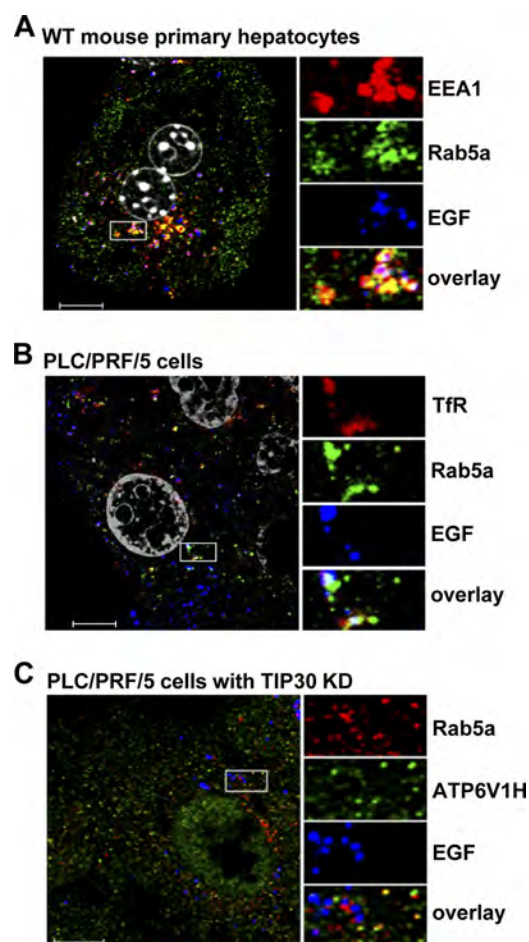 A WT mouse primary hepatocytes
EEA1
Rab5a
EGF
overlay
B PLC/PRF/5 cells
TfR
Rab5a
EGF
overlay
C PLC/PRF/5 cells with TIP30 KD
Rab5a
ATP6V1H
EGF
overlay